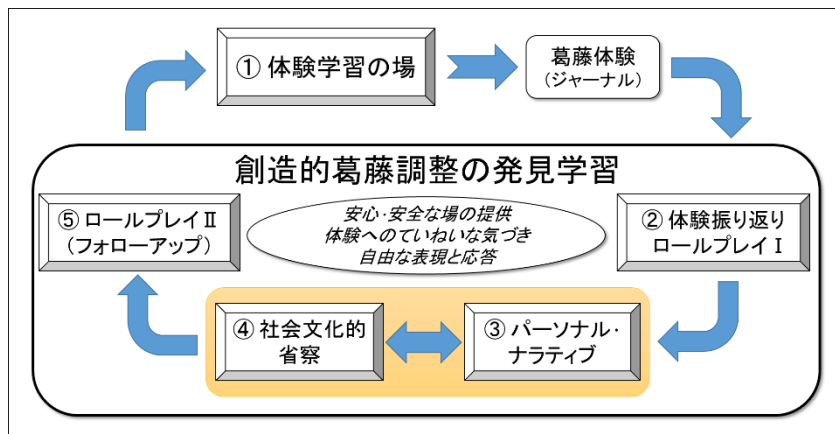 ① 体験学習の場
葛藤体験
(ジャーナル)
創造的葛藤調整の発見学習
⑤ ロールプレイⅡ
(フォローアップ)
安心･安全な場の提供
体験へのていねいな気づき
自由な表現と応答
② 体験振り返り
ロールプレイⅠ
④ 社会文化的
省察
③ パーソナル･
ナラティブ